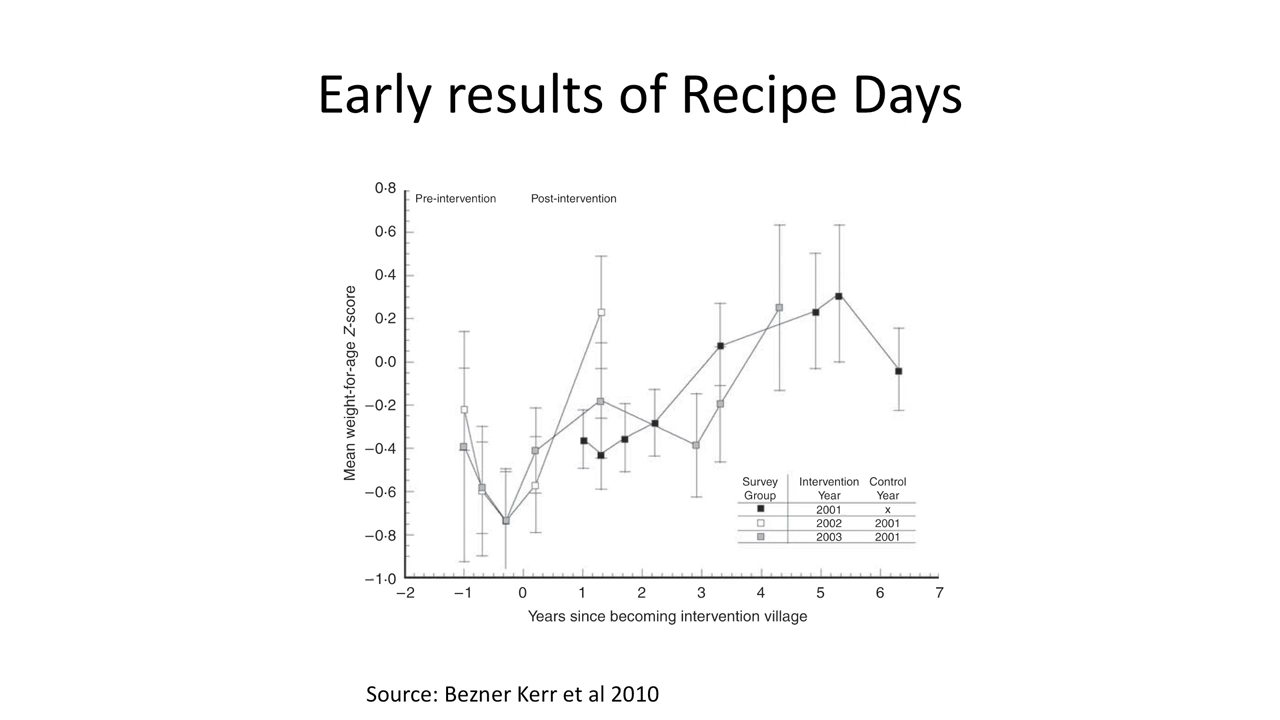 Early results of Recipe Days
0·8
Pre-intervention Post-intervention
0·6
0·4
0·2
0·0
−0·2
−0·4
−0·6
−0·8
−1·0
Mean weight-for-age Z-score
Survey Group Intervention Year Control Year
2001 x
2002 2001
2003 2001
−2 −1 0 1 2 3 4 5 6 7
Years since becoming intervention village
Source: Bezner Kerr et al 2010